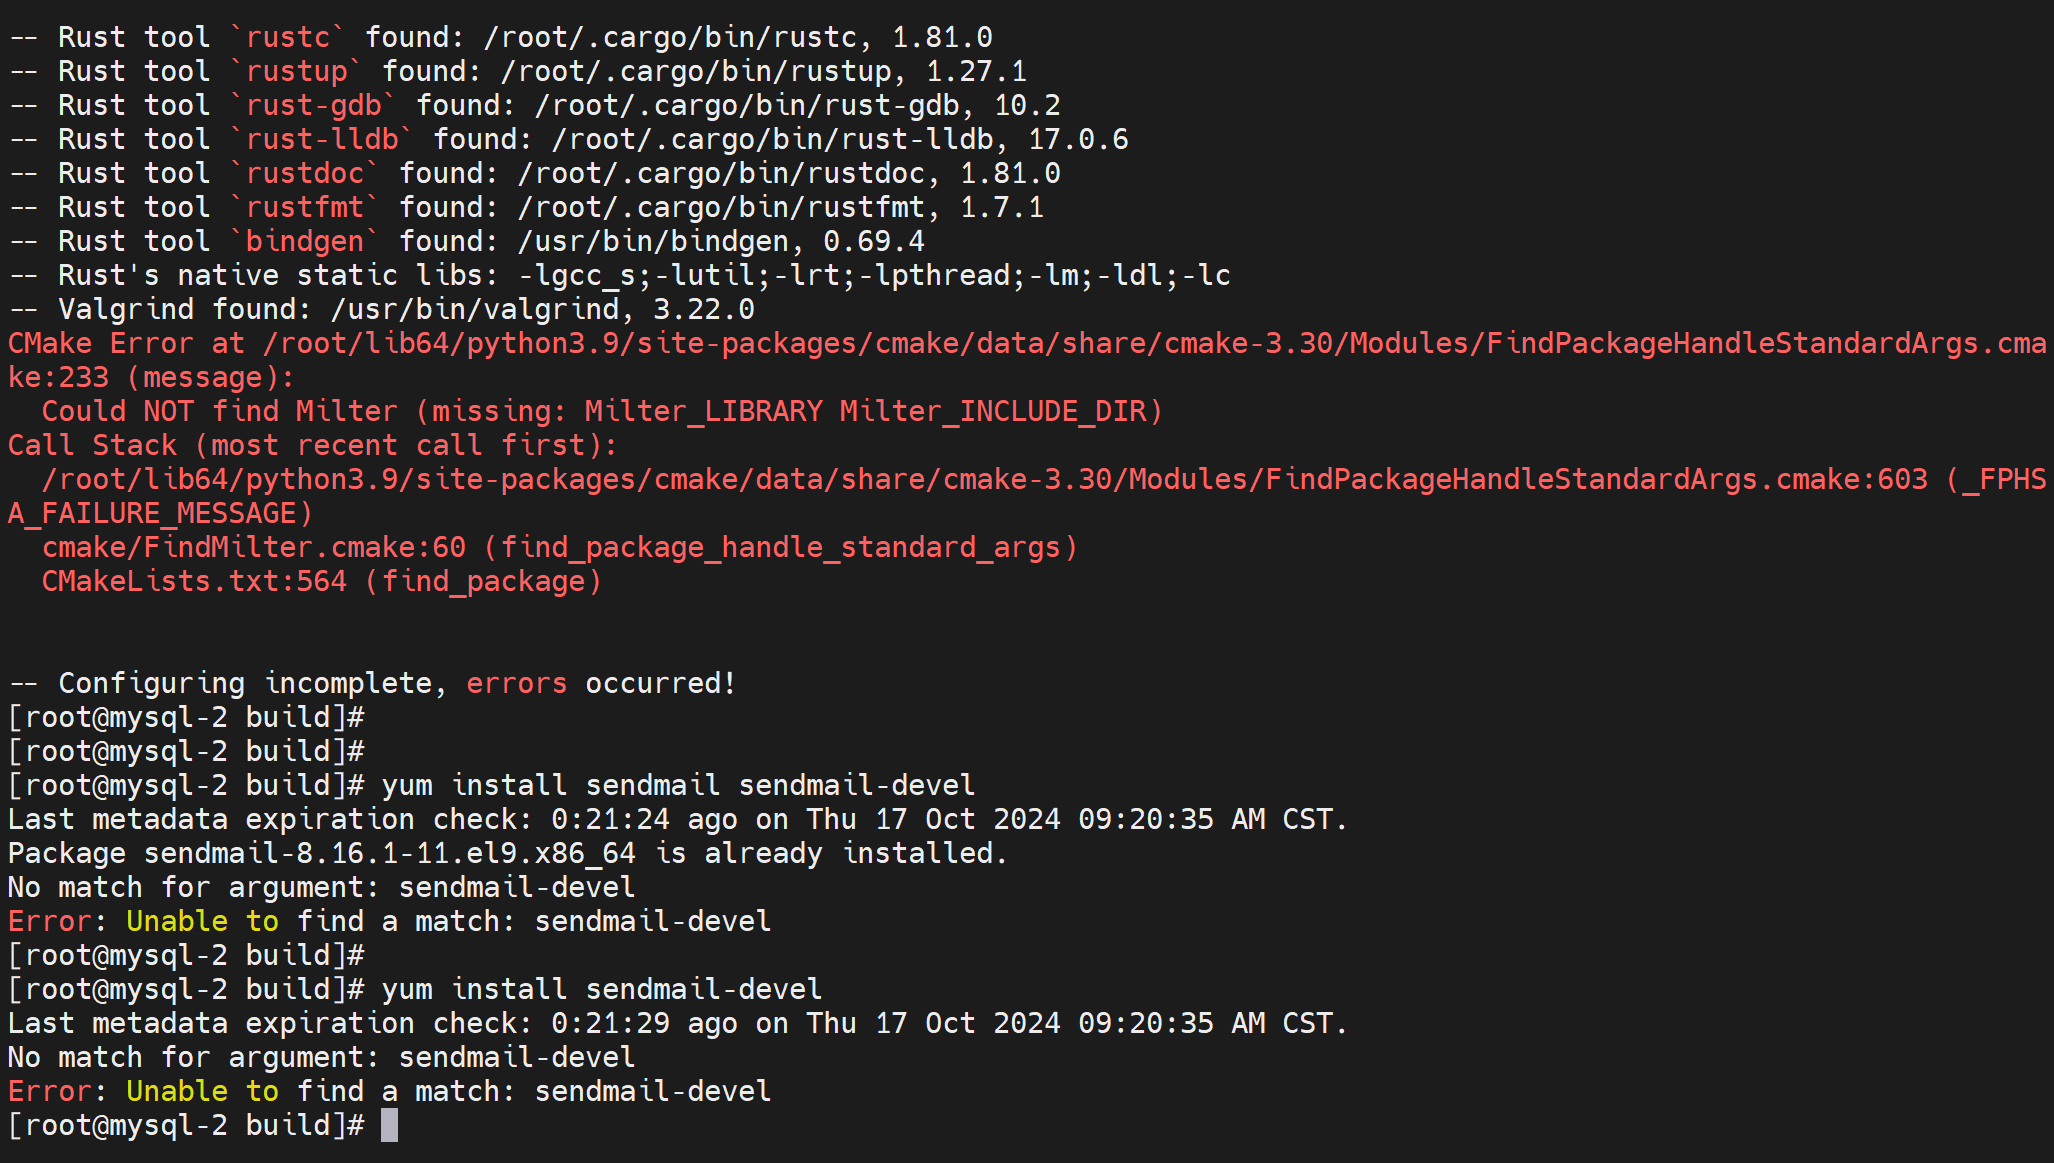 -- Rust tool `rustc` found: /root/.cargo/bin/rustc, 1.81.0
-- Rust tool `rustup` found: /root/.cargo/bin/rustup, 1.27.1
-- Rust tool `rust-gdb` found: /root/.cargo/bin/rust-gdb, 10.2
-- Rust tool `rust-lldb` found: /root/.cargo/bin/rust-lldb, 17.0.6
-- Rust tool `rustdoc` found: /root/.cargo/bin/rustdoc, 1.81.0
-- Rust tool `rustfmt` found: /root/.cargo/bin/rustfmt, 1.7.1
-- Rust tool `bindgen` found: /usr/bin/bindgen, 0.69.4
-- Rust's native static libs: -lgcc_s;-lutil;-lrt;-lpthread;-lm;-ldl;-lc
-- Valgrind found: /usr/bin/valgrind, 3.22.0
CMake Error at /root/lib64/python3.9/site-packages/cmake/data/share/cmake-3.30/Modules/FindPackageHandleStandardArgs.cma
ke:233 (message):
  Could NOT find Milter (missing: Milter_LIBRARY Milter_INCLUDE_DIR)
Call Stack (most recent call first):
  /root/lib64/python3.9/site-packages/cmake/data/share/cmake-3.30/Modules/FindPackageHandleStandardArgs.cmake:603 (_FPHS
A_FAILURE_MESSAGE)
  cmake/FindMilter.cmake:60 (find_package_handle_standard_args)
  CMakeLists.txt:564 (find_package)
-- Configuring incomplete, errors occurred!
[root@mysql-2 build]#
[root@mysql-2 build]#
[root@mysql-2 build]# yum install sendmail sendmail-devel
Last metadata expiration check: 0:21:24 ago on Thu 17 Oct 2024 09:20:35 AM CST.
Package sendmail-8.16.1-11.el9.x86_64 is already installed.
No match for argument: sendmail-devel
Error: Unable to find a match: sendmail-devel
[root@mysql-2 build]#
[root@mysql-2 build]# yum install sendmail-devel
Last metadata expiration check: 0:21:29 ago on Thu 17 Oct 2024 09:20:35 AM CST.
No match for argument: sendmail-devel
Error: Unable to find a match: sendmail-devel
[root@mysql-2 build]#